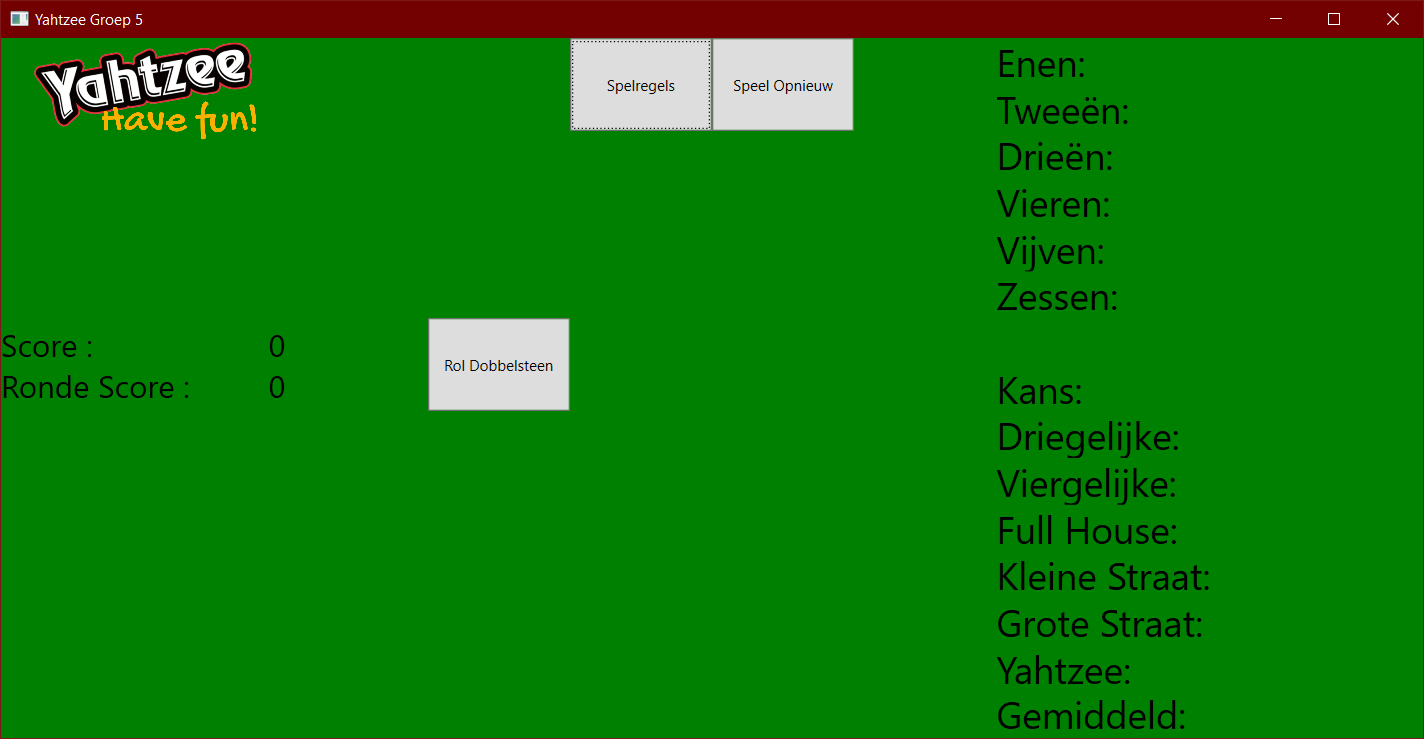 Yahtzee Groep 5
Yahtzee
Have fun!
Spelregels
Speel Opnieuw
Score : 0
Ronde Score : 0
Rol Dobbelsteen
Enen:
Tweeën:
Drieën:
Vieren:
Vijven:
Zessen:
Kans:
Driegelijke:
Viergelijke:
Full House:
Kleine Straat:
Grote Straat:
Yahtzee:
Gemiddeld: